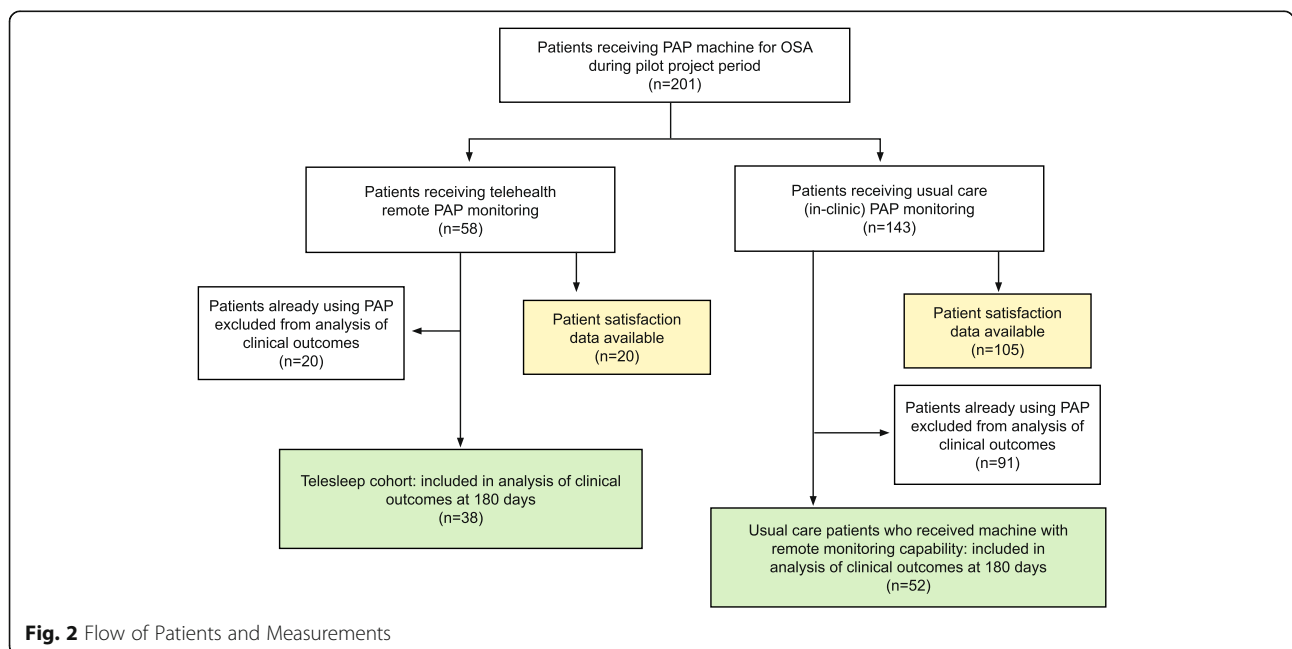 Patients receiving PAP machine for OSA
during pilot project period
(n=201)
Patients receiving telehealth
remote PAP monitoring
(n=58)
Patients receiving usual care
(in-clinic) PAP monitoring
(n=143)
Patients already using PAP
excluded from analysis of
clinical outcomes
(n=20)
Patient satisfaction
data available
(n=20)
Patient satisfaction
data available
(n=105)
Patients already using PAP
excluded from analysis of
clinical outcomes
(n=91)
Telesleep cohort: included in analysis of clinical
outcomes at 180 days
(n=38)
Usual care patients who received machine with
remote monitoring capability: included in
analysis of clinical outcomes at 180 days
(n=52)
Fig. 2 Flow of Patients and Measurements